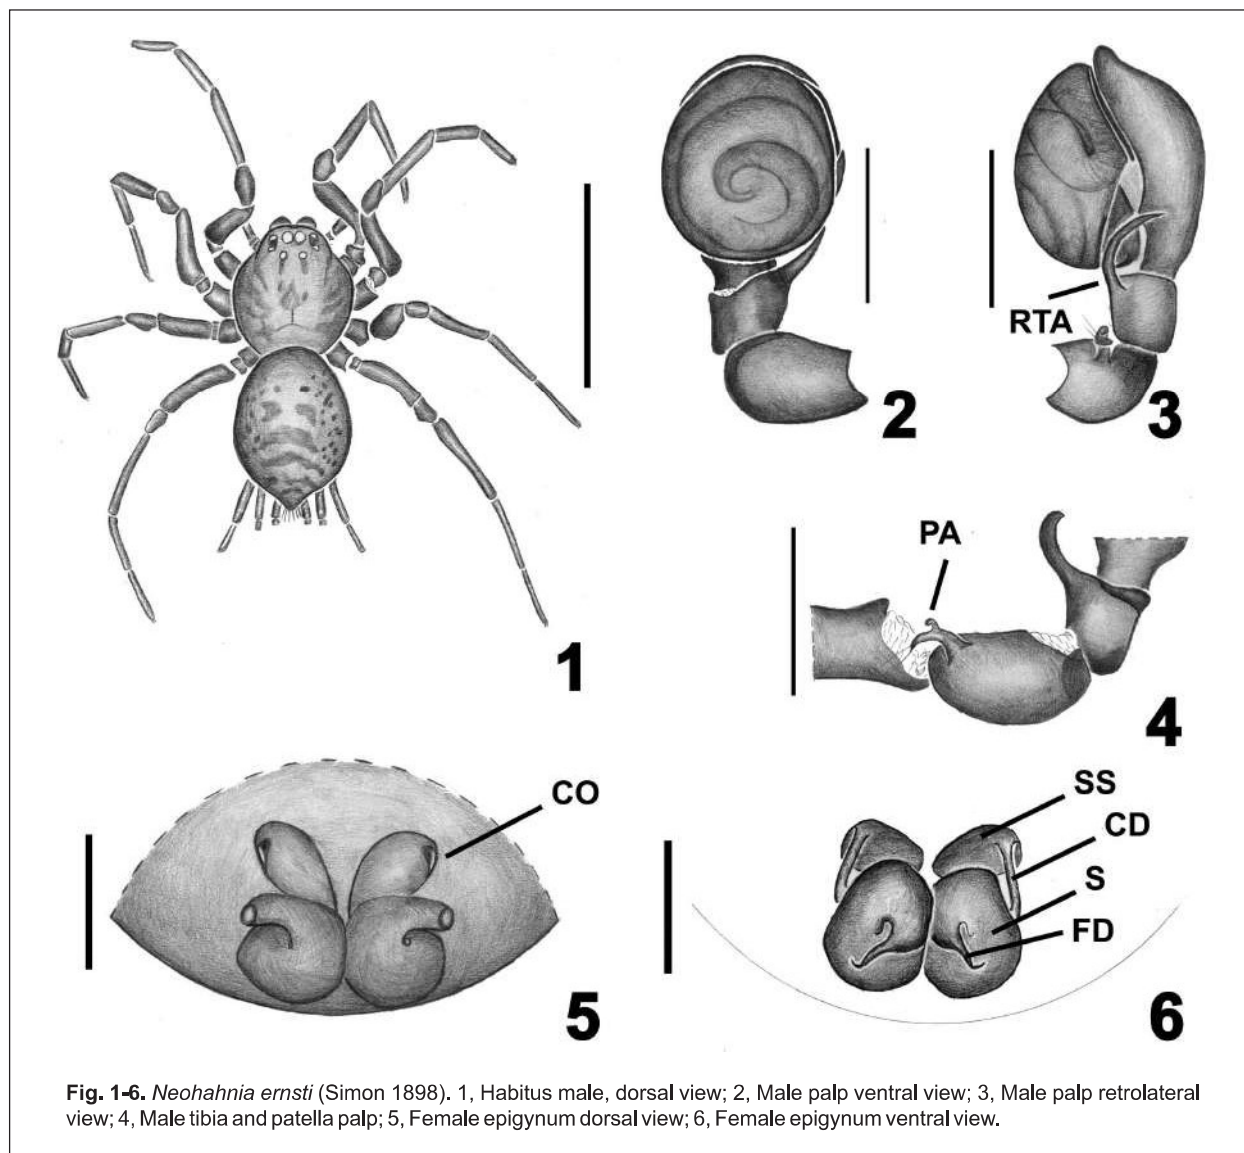 1
2
RTA
3
PA
4
CO
5
SS
CD
S
FD
6
Fig. 1-6. Neohahnia ernsti (Simon 1898). 1, Habitus male, dorsal view; 2, Male palp ventral view; 3, Male palp retrolateral
view; 4, Male tibia and patella palp; 5, Female epigynum dorsal view; 6, Female epigynum ventral view.